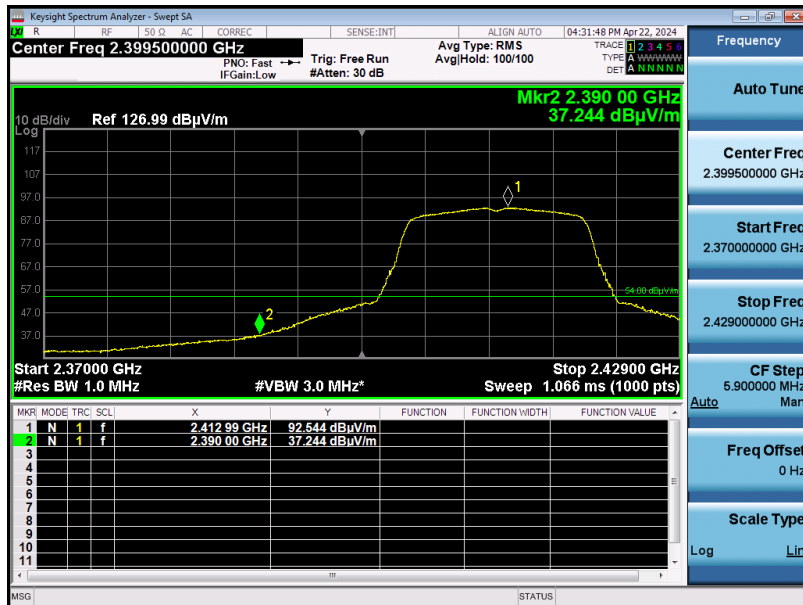 Keysight Spectrum Analyzer - Swept SA
LXI R RF 50 Ω AC CORREC SENSE:INT ALIGN AUTO 04:31:48 PM Apr 22, 2024
Center Freq 2.399500000 GHz
PNO: Fast
IFGain:Low
Trig: Free Run
#Atten: 30 dB
Avg Type: RMS
Avg|Hold: 100/100
TRACE 1 2 3 4 5 6
TYPE A WWWWW
DET A N N N N N
Mkr2 2.390 00 GHz
37.244 dBµV/m
10 dB/div Ref 126.99 dBµV/m
Log
117
107
97.0
87.0
77.0
67.0
57.0
47.0
37.0
1
2
54.00 dBµV/m
Start 2.37000 GHz Stop 2.42900 GHz
#Res BW 1.0 MHz #VBW 3.0 MHz* Sweep 1.066 ms (1000 pts)
MKR MODE TRC SCL X Y FUNCTION FUNCTION WIDTH FUNCTION VALUE
1 N 1 f 2.412 99 GHz 92.544 dBµV/m
2 N 1 f 2.390 00 GHz 37.244 dBµV/m
3
4
5
6
7
8
9
10
11
MSG STATUS
Frequency
Auto Tune
Center Freq
2.399500000 GHz
Start Freq
2.370000000 GHz
Stop Freq
2.429000000 GHz
CF Step
5.900000 MHz
Auto Man
Freq Offset
0 Hz
Scale Type
Log Lin